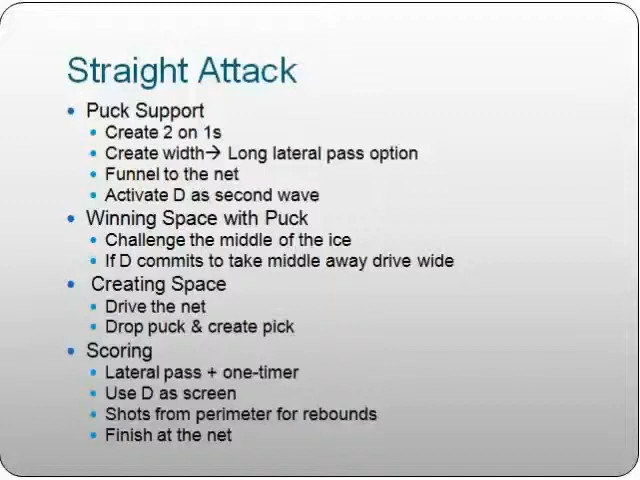 Straight Attack
Puck Support
Create 2 on 1s
Create width→ Long lateral pass option
Funnel to the net
Activate D as second wave
Winning Space with Puck
Challenge the middle of the ice
If D commits to take middle away drive wide
Creating Space
Drive the net
Drop puck & create pick
Scoring
Lateral pass + one-timer
Use D as screen
Shots from perimeter for rebounds
Finish at the net